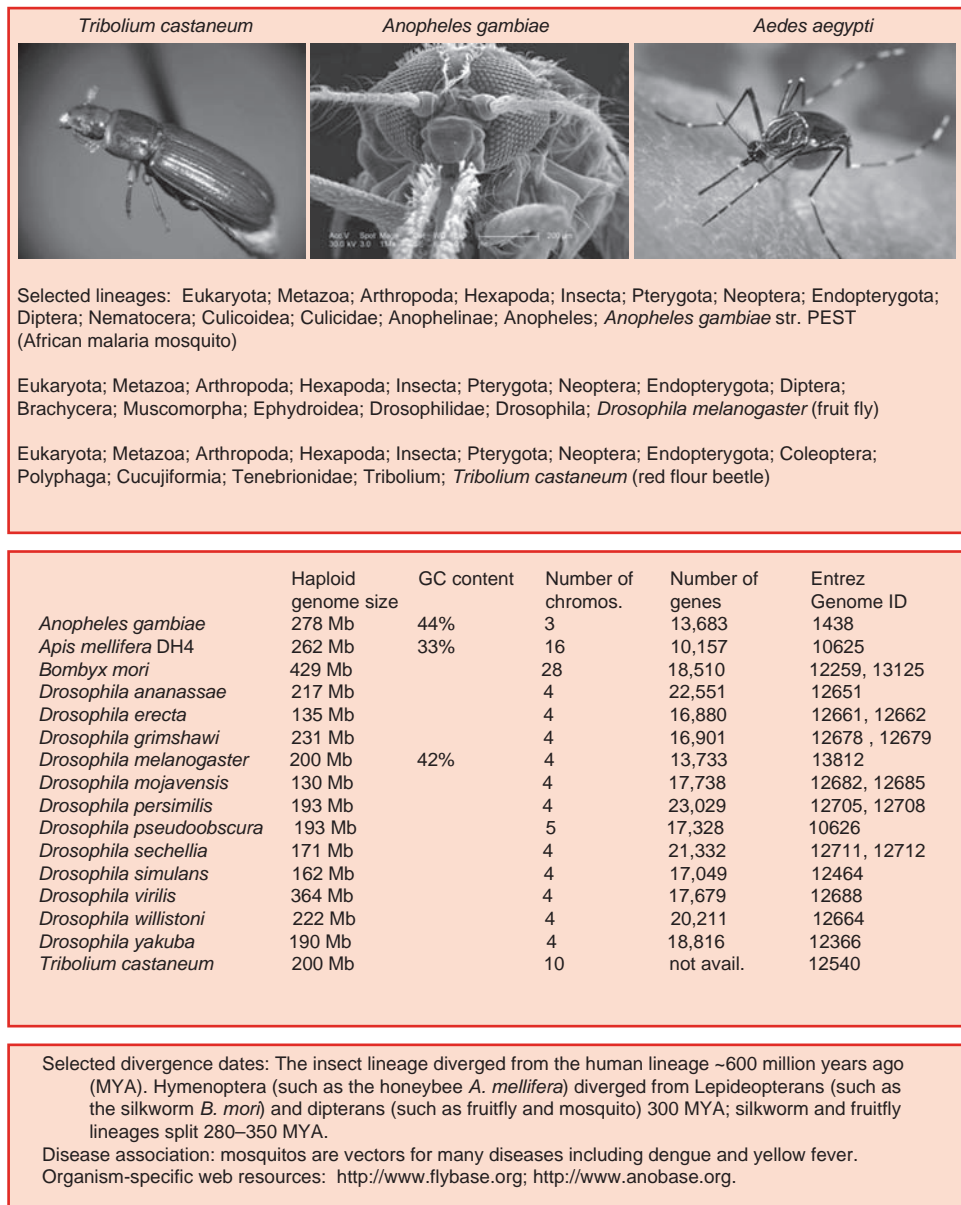 Tribolium castaneum Anopheles gambiae Aedes aegypti
Acc.V Spot Magn WD 200 µm
30.0 kV 3.0
Selected lineages: Eukaryota; Metazoa; Arthropoda; Hexapoda; Insecta; Pterygota; Neoptera; Endopterygota;
Diptera; Nematocera; Culicoidea; Culicidae; Anophelinae; Anopheles; Anopheles gambiae str. PEST
(African malaria mosquito)
Eukaryota; Metazoa; Arthropoda; Hexapoda; Insecta; Pterygota; Neoptera; Endopterygota; Diptera;
Brachycera; Muscomorpha; Ephydroidea; Drosophilidae; Drosophila; Drosophila melanogaster (fruit fly)
Eukaryota; Metazoa; Arthropoda; Hexapoda; Insecta; Pterygota; Neoptera; Endopterygota; Coleoptera;
Polyphaga; Cucujiformia; Tenebrionidae; Tribolium; Tribolium castaneum (red flour beetle)
Haploid GC content Number of Number of Entrez
genome size chromos. genes Genome ID
Anopheles gambiae 278 Mb 44% 3 13,683 1438
Apis mellifera DH4 262 Mb 33% 16 10,157 10625
Bombyx mori 429 Mb 28 18,510 12259, 13125
Drosophila ananassae 217 Mb 4 22,551 12651
Drosophila erecta 135 Mb 4 16,880 12661, 12662
Drosophila grimshawi 231 Mb 4 16,901 12678 , 12679
Drosophila melanogaster 200 Mb 42% 4 13,733 13812
Drosophila mojavensis 130 Mb 4 17,738 12682, 12685
Drosophila persimilis 193 Mb 4 23,029 12705, 12708
Drosophila pseudoobscura 193 Mb 5 17,328 10626
Drosophila sechellia 171 Mb 4 21,332 12711, 12712
Drosophila simulans 162 Mb 4 17,049 12464
Drosophila virilis 364 Mb 4 17,679 12688
Drosophila willistoni 222 Mb 4 20,211 12664
Drosophila yakuba 190 Mb 4 18,816 12366
Tribolium castaneum 200 Mb 10 not avail. 12540
Selected divergence dates: The insect lineage diverged from the human lineage ~600 million years ago
(MYA). Hymenoptera (such as the honeybee A. mellifera) diverged from Lepideopterans (such as
the silkworm B. mori) and dipterans (such as fruitfly and mosquito) 300 MYA; silkworm and fruitfly
lineages split 280–350 MYA.
Disease association: mosquitos are vectors for many diseases including dengue and yellow fever.
Organism-specific web resources: http://www.flybase.org; http://www.anobase.org.